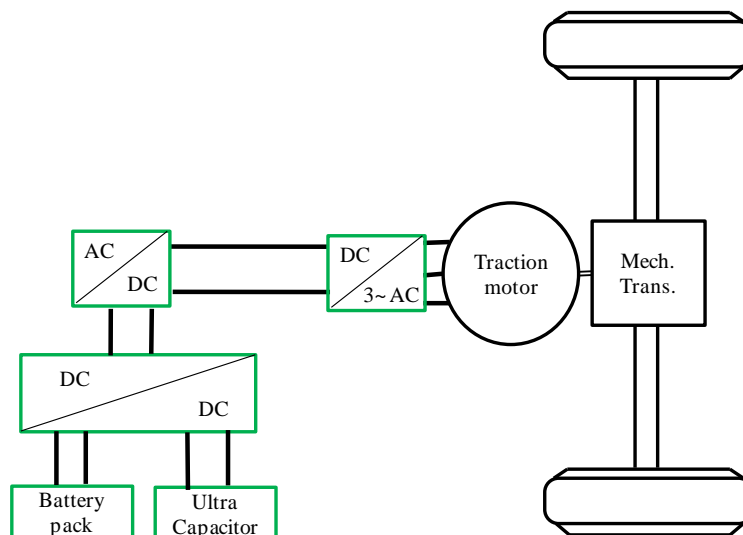 AC
DC
DC
3~ AC
Traction
motor
Mech.
Trans.
DC
DC
Battery
pack
Ultra
Capacitor